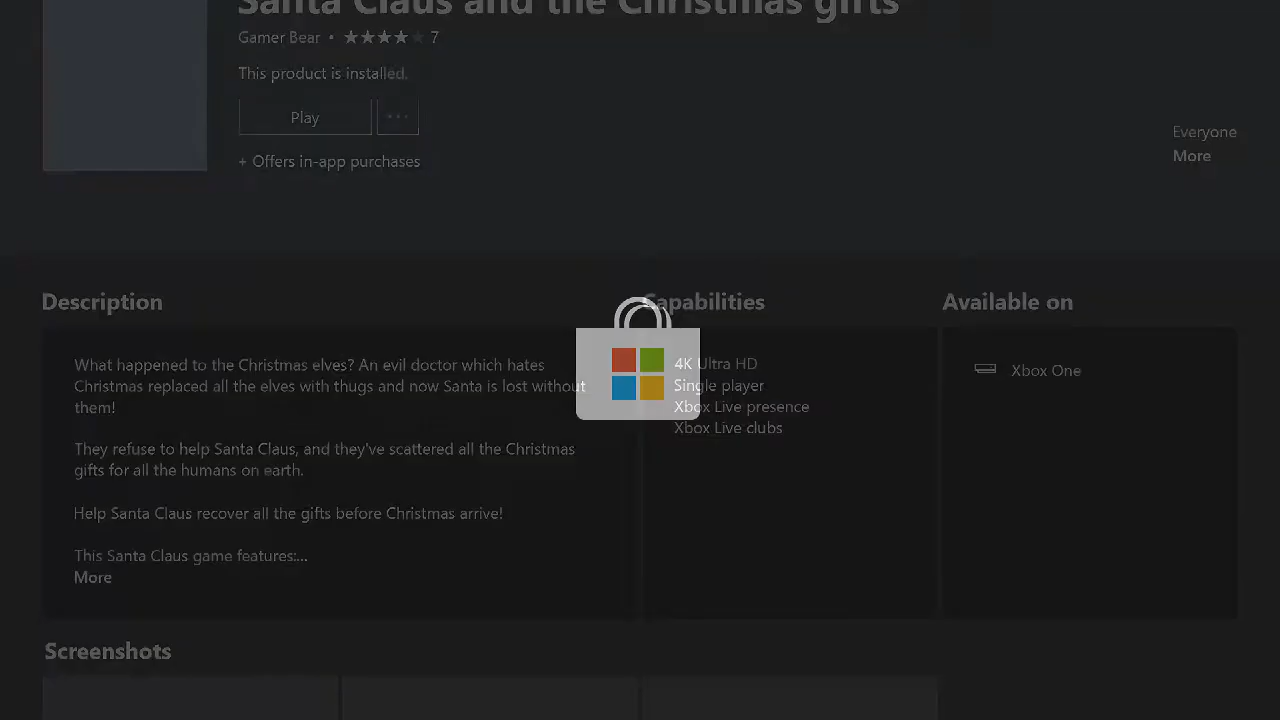 Santa Claus and the Christmas gifts
Gamer Bear • ★★★★★ 7
This product is installed.
Play
...
+ Offers in-app purchases
Everyone
More
Description
What happened to the Christmas elves? An evil doctor which hates
Christmas replaced all the elves with thugs and now Santa is lost without
them!
They refuse to help Santa Claus, and they've scattered all the Christmas
gifts for all the humans on earth.
Help Santa Claus recover all the gifts before Christmas arrive!
This Santa Claus game features:...
More
Capabilities
4K Ultra HD
Single player
Xbox Live presence
Xbox Live clubs
Available on
Xbox One
Screenshots